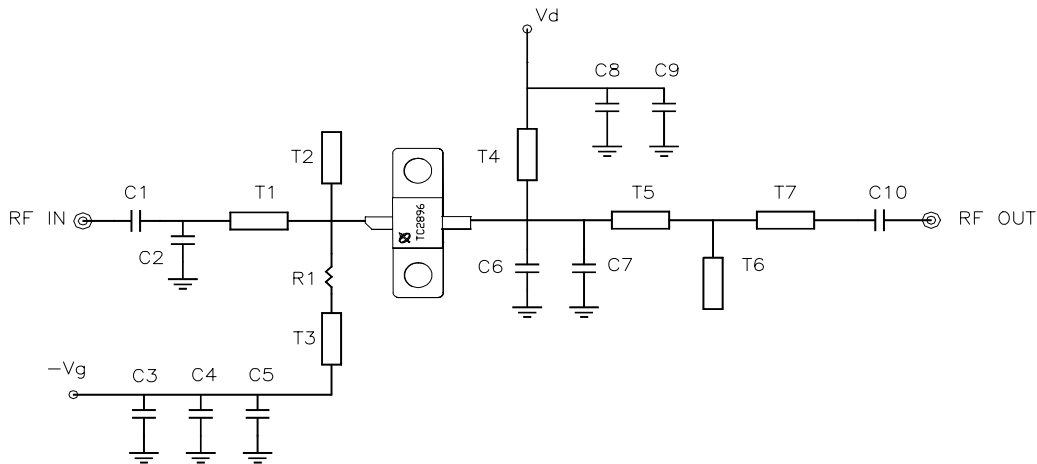 Vd
C8 C9
T2
T4
C1 T1 T5 T7 C10
RF IN
TC2896
RF OUT
C2
C6 C7 T6
R1
T3
-Vg
C3 C4 C5